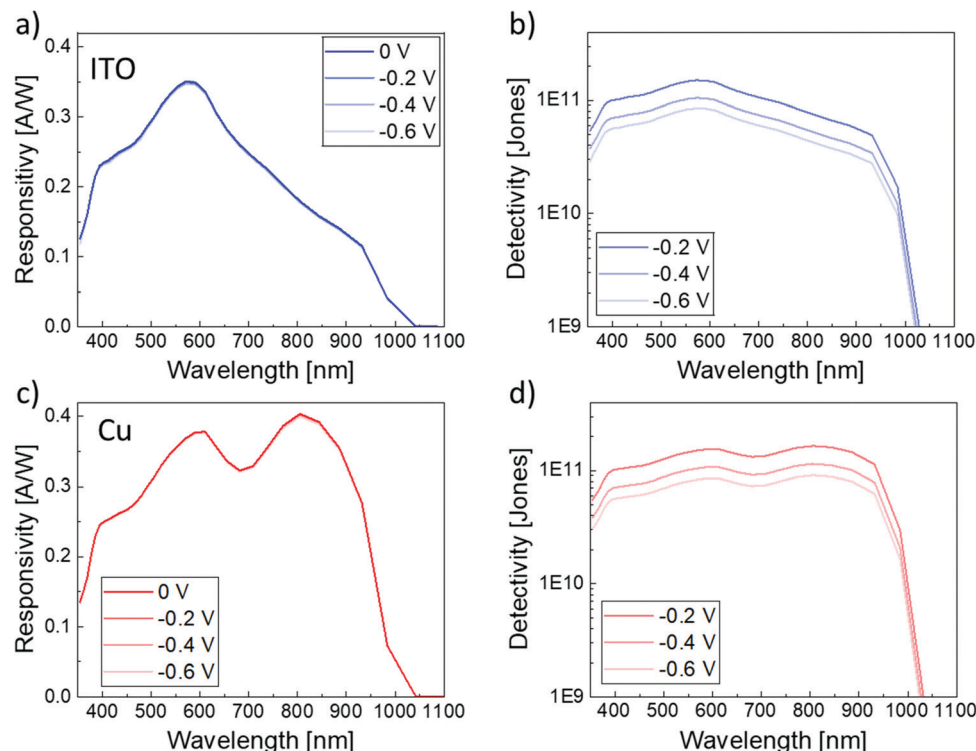 a)
ITO
Responsitivy [A/W]
0.4
0.3
0.2
0.1
0.0
0 V
-0.2 V
-0.4 V
-0.6 V
400 500 600 700 800 900 1000 1100
Wavelength [nm]
b)
Detectivity [Jones]
1E11
1E10
1E9
-0.2 V
-0.4 V
-0.6 V
400 500 600 700 800 900 1000 1100
Wavelength [nm]
c)
Cu
Responsivity [A/W]
0.4
0.3
0.2
0.1
0.0
0 V
-0.2 V
-0.4 V
-0.6 V
400 500 600 700 800 900 1000 1100
Wavelength [nm]
d)
Detectivity [Jones]
1E11
1E10
1E9
-0.2 V
-0.4 V
-0.6 V
400 500 600 700 800 900 1000 1100
Wavelength [nm]